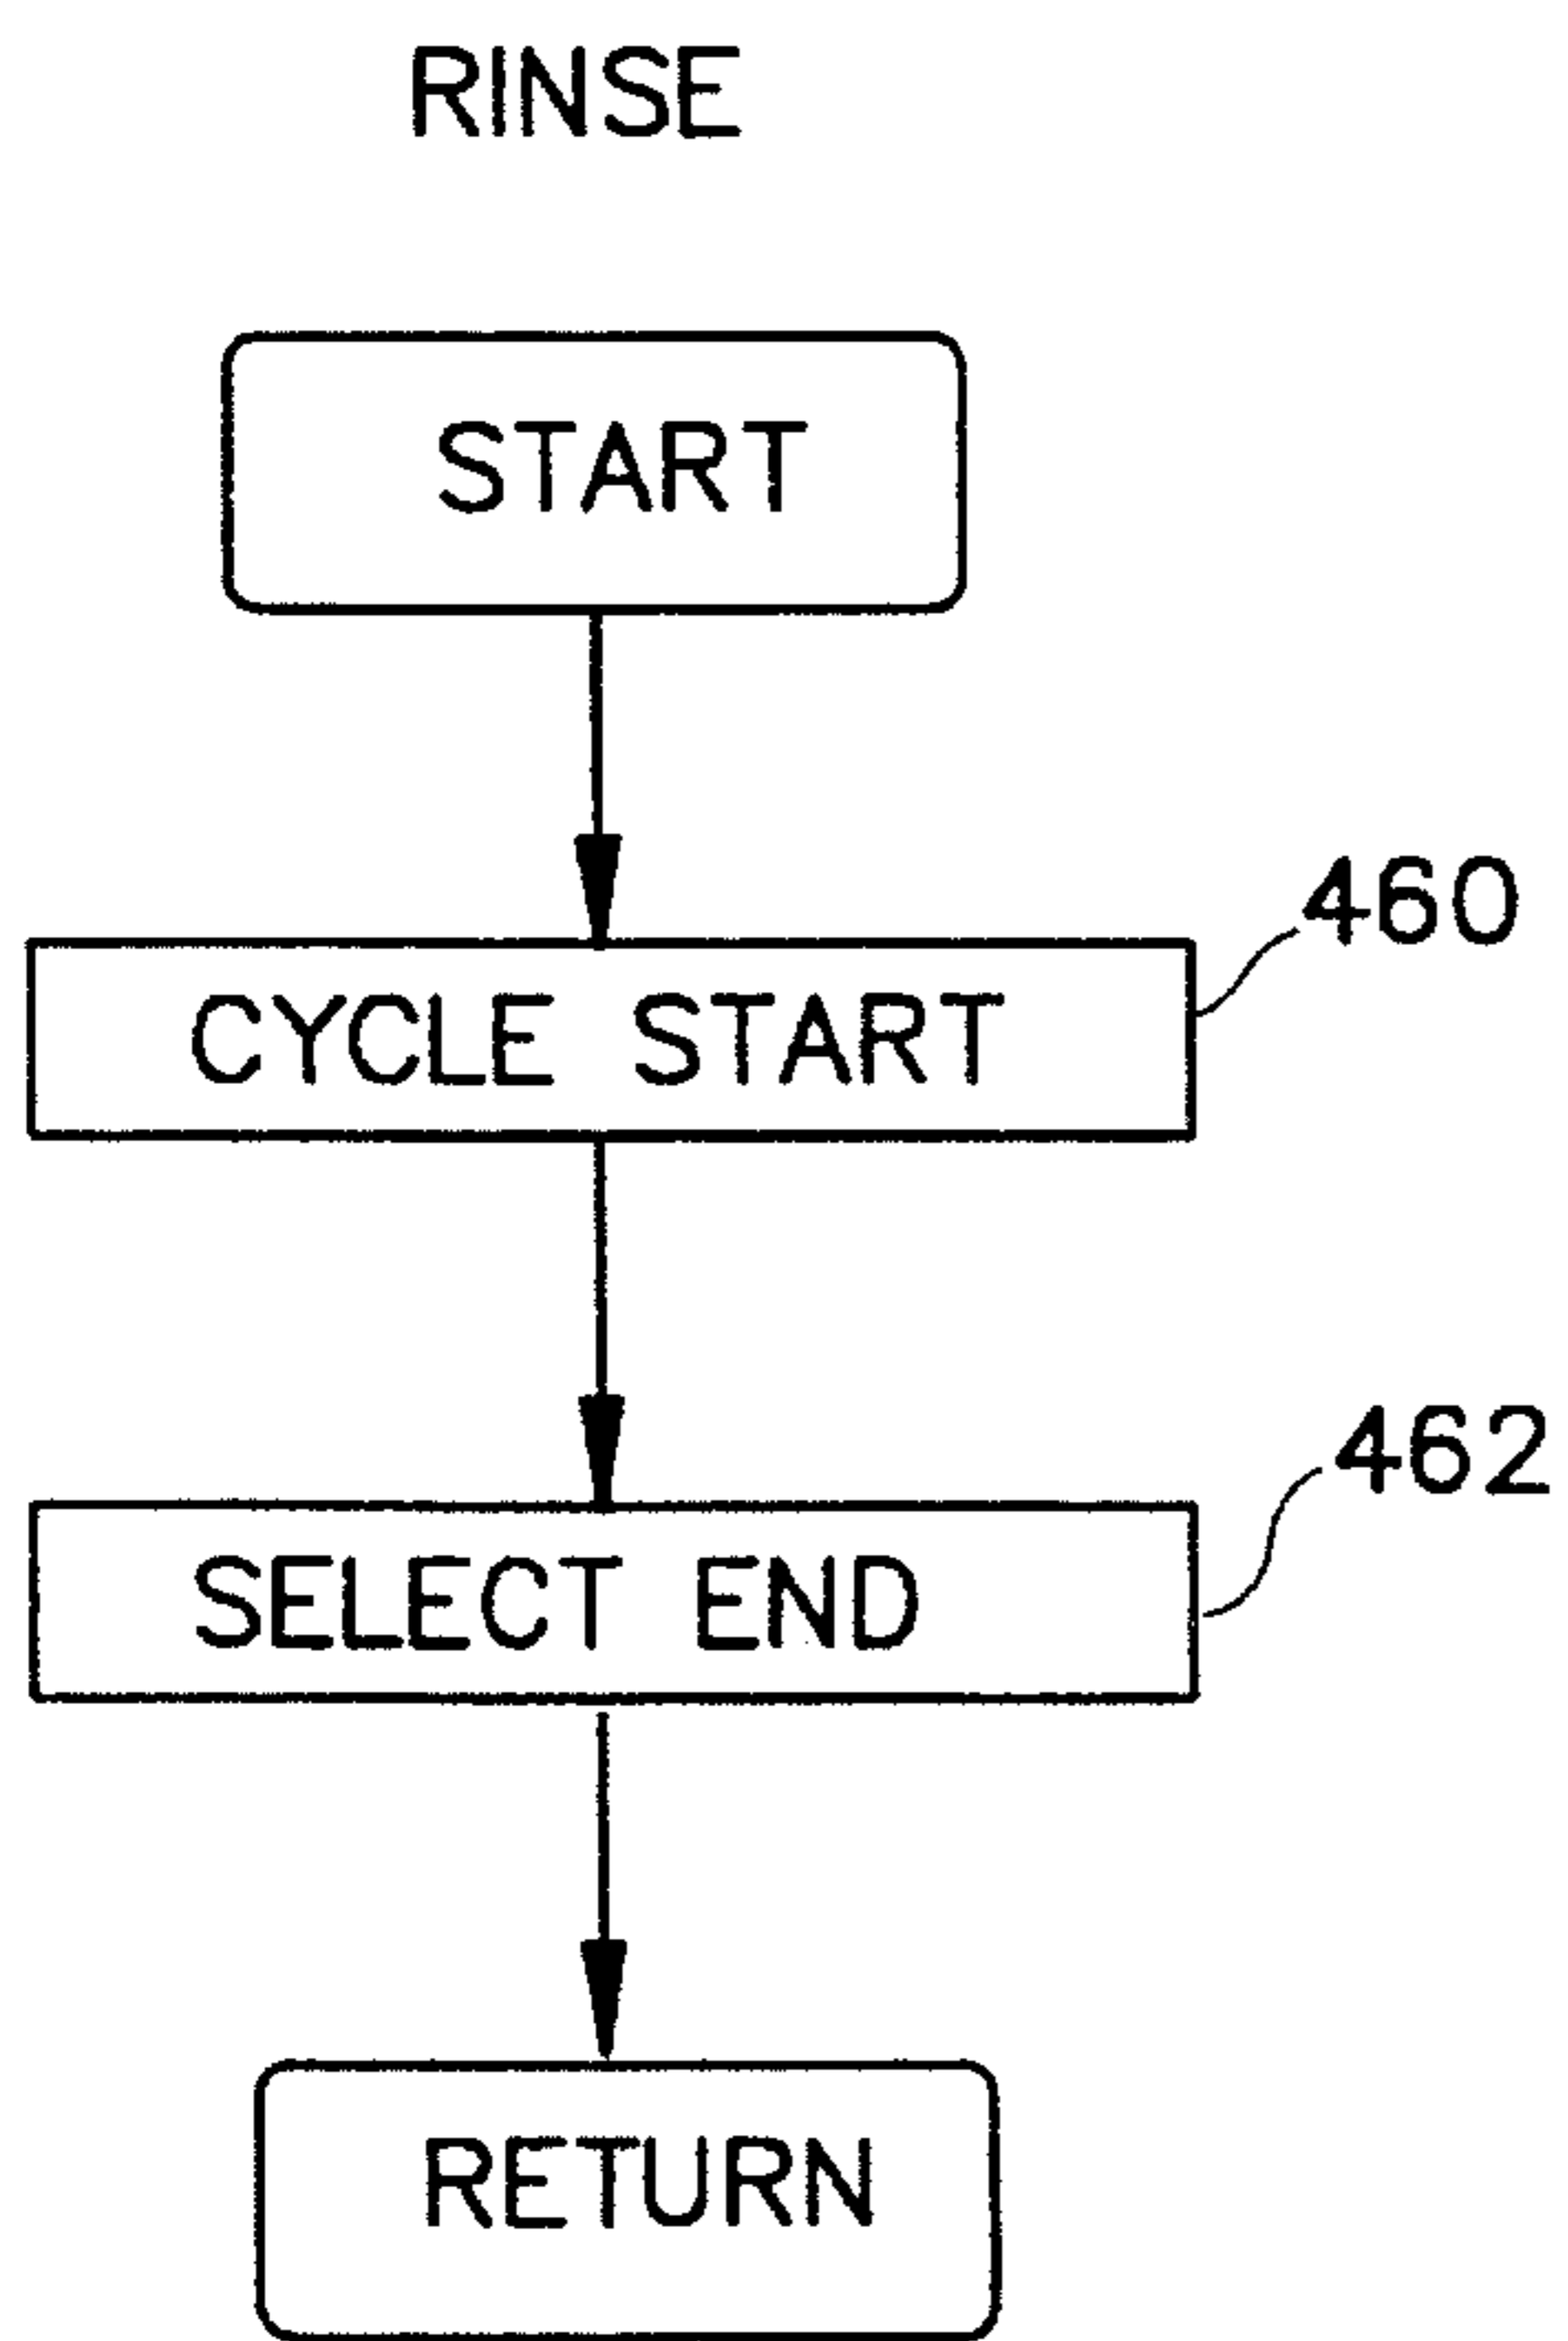 RINSE
START
460
CYCLE START
462
SELECT END
RETURN